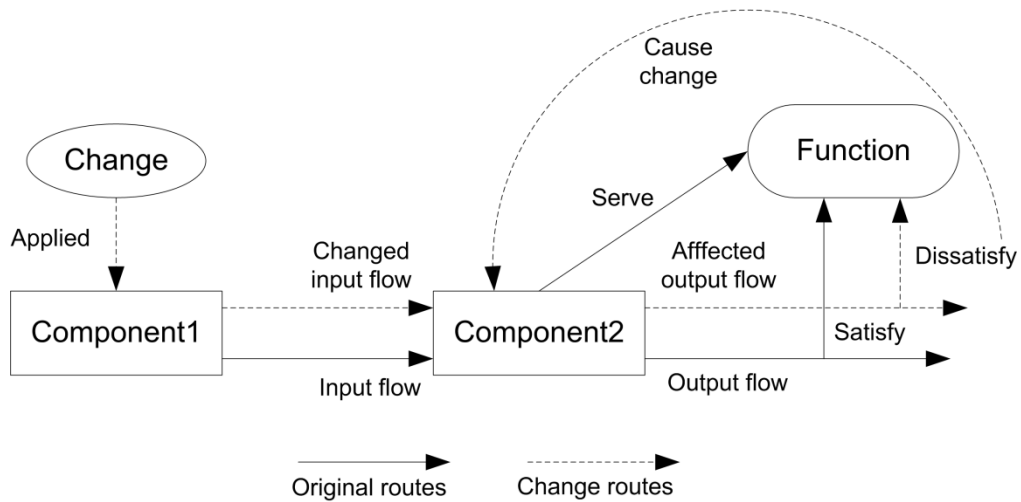 Cause
change
Change
Function
Serve
Applied
Changed
input flow
Afffected
output flow
Dissatisfy
Component1
Component2
Satisfy
Input flow
Output flow
Original routes
Change routes